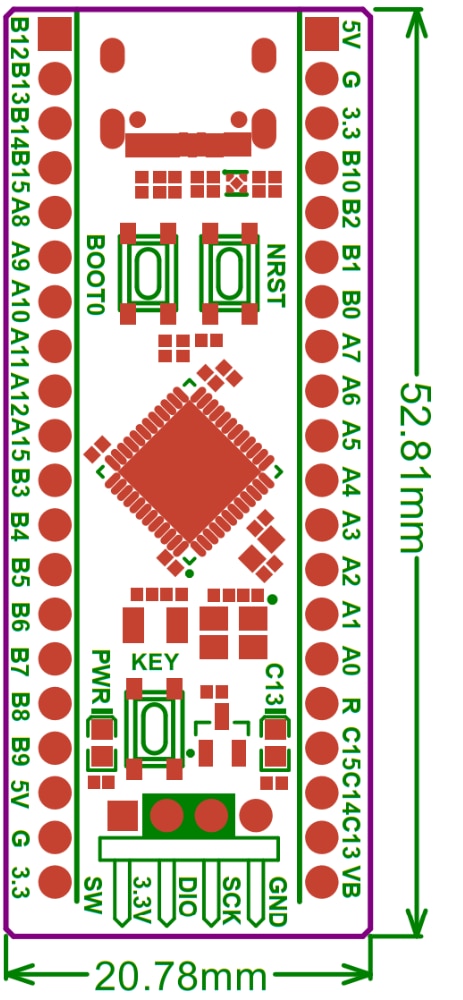 B12
B13
B14
B15
A8
A9
A10
A11
A12
A15
B3
B4
B5
B6
B7
B8
B9
5V
G
3.3
5V
G
3.3
B10
B2
B1
B0
A7
A6
A5
A4
A3
A2
A1
A0
R
C15
C14
C13
VB
BOOT0
NRST
KEY
PWR
C13
SW
3.3V
DIO
SCK
GND
52.81mm
20.78mm